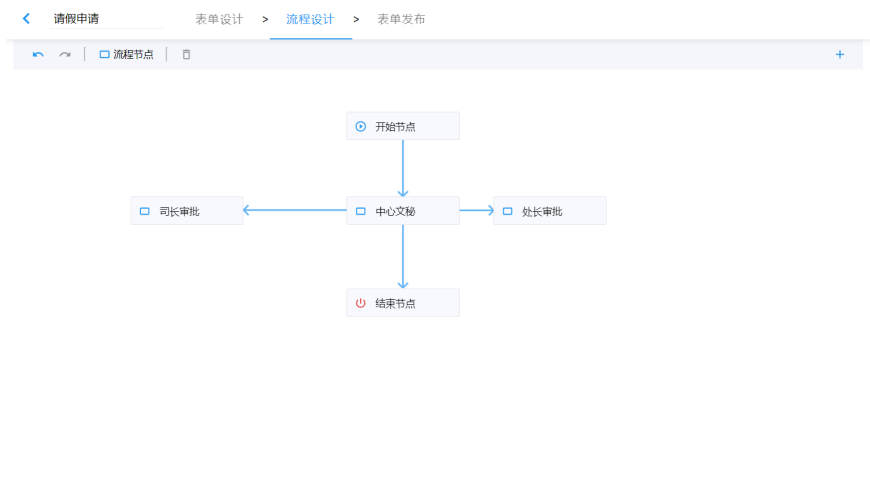 请假申请 表单设计 > 流程设计 > 表单发布
流程节点
开始节点
司长审批 中心文秘 处长审批
结束节点